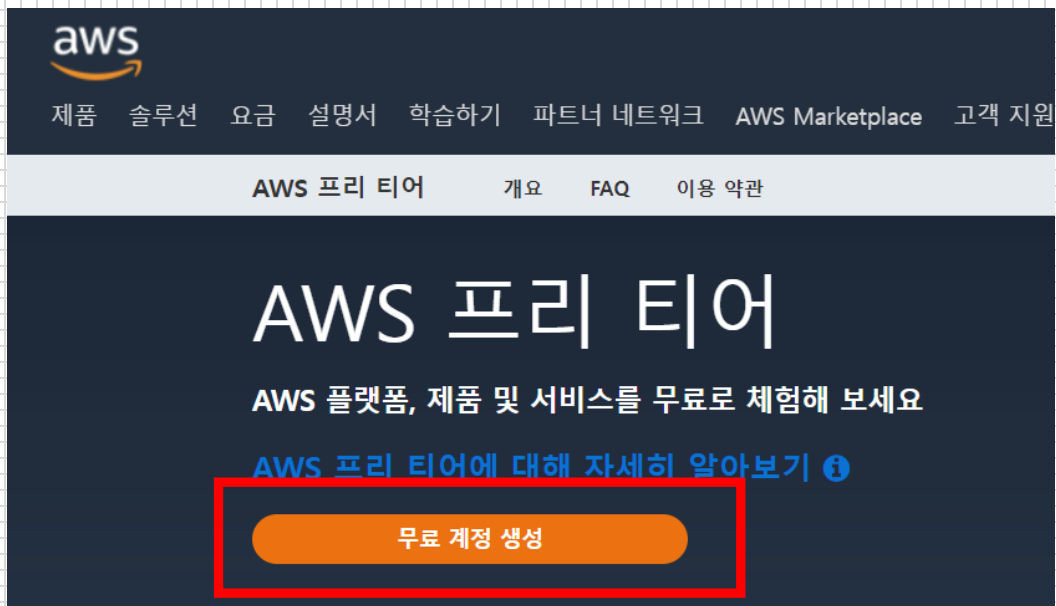 aws
제품 솔루션 요금 설명서 학습하기 파트너 네트워크 AWS Marketplace 고객 지원
AWS 프리 티어 개요 FAQ 이용 약관
AWS 프리 티어
AWS 플랫폼, 제품 및 서비스를 무료로 체험해 보세요
AWS 프리 티어에 대해 자세히 알아보기
무료 계정 생성